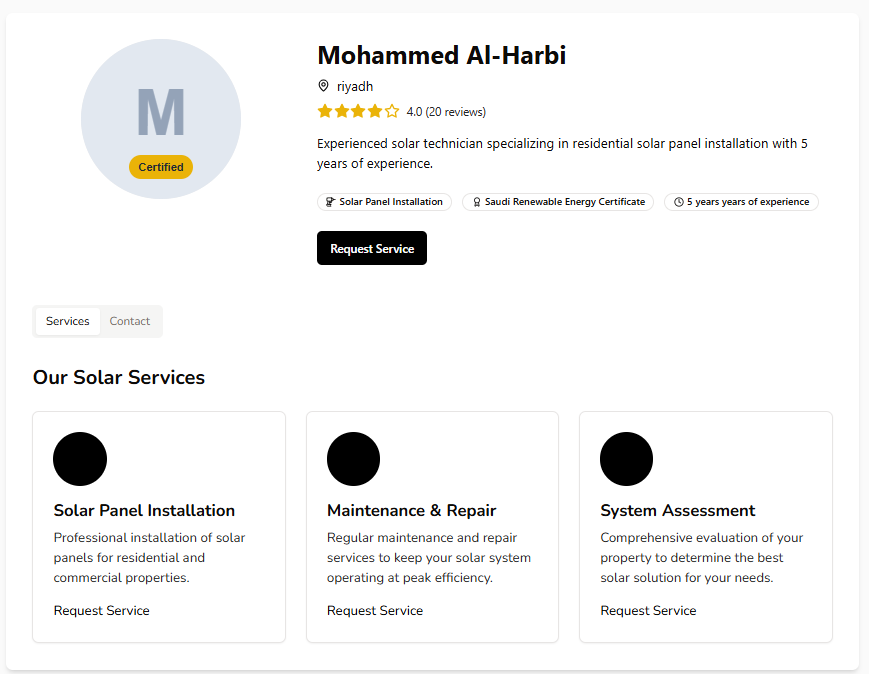 M
Certified
Mohammed Al-Harbi
riyadh
4.0 (20 reviews)
Experienced solar technician specializing in residential solar panel installation with 5
years of experience.
Solar Panel Installation
Saudi Renewable Energy Certificate
5 years years of experience
Request Service
Services
Contact
Our Solar Services
Solar Panel Installation
Professional installation of solar
panels for residential and
commercial properties.
Request Service
Maintenance & Repair
Regular maintenance and repair
services to keep your solar system
operating at peak efficiency.
Request Service
System Assessment
Comprehensive evaluation of your
property to determine the best
solar solution for your needs.
Request Service